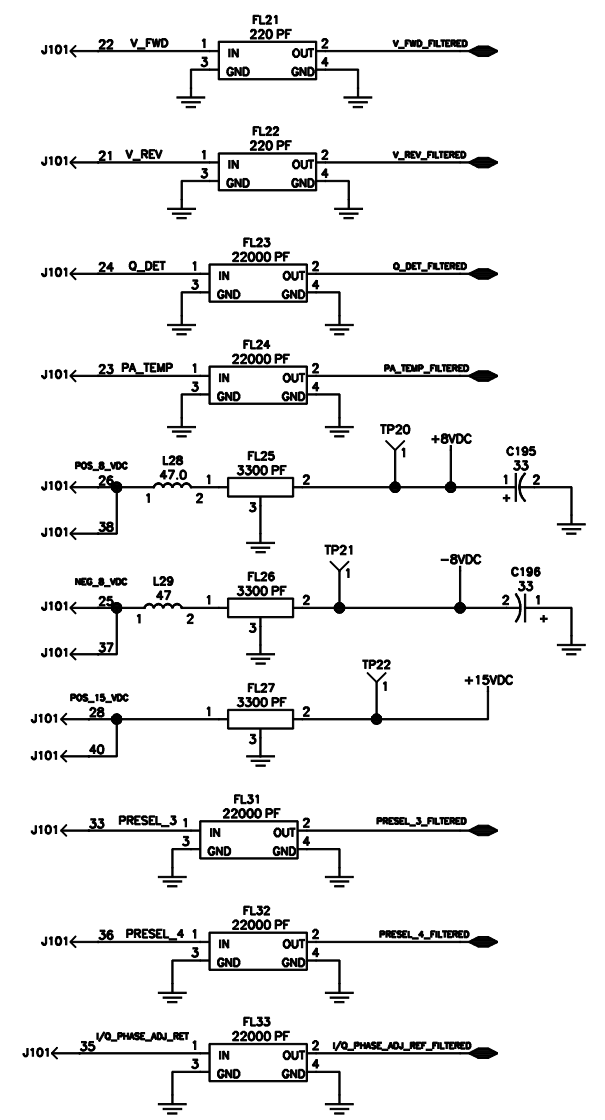 FL21
220 PF
J101 22 V_FWD 1 IN OUT 2 V_FWD_FILTERED
3 GND GND 4
FL22
220 PF
J101 21 V_REV 1 IN OUT 2 V_REV_FILTERED
3 GND GND 4
FL23
22000 PF
J101 24 Q_DET 1 IN OUT 2 Q_DET_FILTERED
3 GND GND 4
FL24
22000 PF
J101 23 PA_TEMP 1 IN OUT 2 PA_TEMP_FILTERED
3 GND GND 4
TP20
1
+8VDC
POS_8_VDC
L28
47.0
FL25
3300 PF
C195
33
J101 26 1 2 1 2 1 2
3 +
J101 38
TP21
1
-8VDC
NEG_8_VDC
L29
47
FL26
3300 PF
C196
33
J101 25 1 2 1 2 2 1
3 +
J101 37
TP22
1
+15VDC
POS_15_VDC
FL27
3300 PF
J101 28 1 2
3
J101 40
FL31
22000 PF
J101 33 PRESEL_3 1 IN OUT 2 PRESEL_3_FILTERED
3 GND GND 4
FL32
22000 PF
J101 36 PRESEL_4 1 IN OUT 2 PRESEL_4_FILTERED
3 GND GND 4
FL33
22000 PF
J101 35 I/Q_PHASE_ADJ_RET 1 IN OUT 2 I/Q_PHASE_ADJ_REF_FILTERED
3 GND GND 4